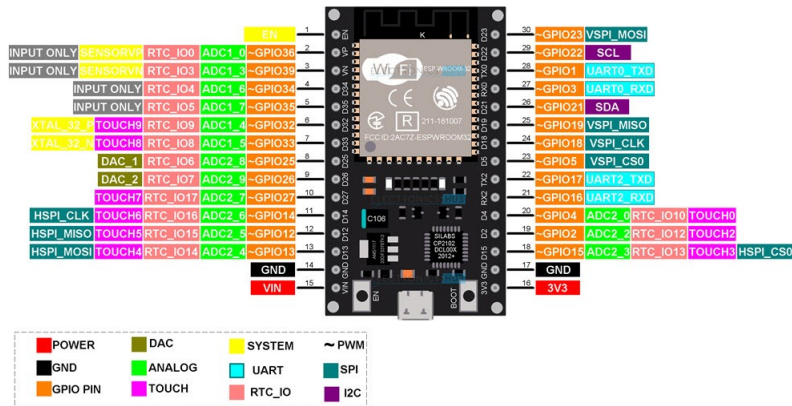 EN 1 EN K D23 30 ~GPIO23 VSPI_MOSI
INPUT ONLY SENSORVP RTC_IO0 ADC1_0 ~GPIO36 2 VP D22 29 ~GPIO22 SCL
INPUT ONLY SENSORVN RTC_IO3 ADC1_3 ~GPIO39 3 VN WiFi ESP-WROOM-32 TX0 28 ~GPIO1 UART0_TXD
INPUT ONLY RTC_IO4 ADC1_6 ~GPIO34 4 D34 RX0 27 ~GPIO3 UART0_RXD
INPUT ONLY RTC_IO5 ADC1_7 ~GPIO35 5 D35 CE D21 26 ~GPIO21 SDA
XTAL_32_P TOUCH9 RTC_IO9 ADC1_4 ~GPIO32 6 D32 R 211-161007 D19 25 ~GPIO19 VSPI_MISO
XTAL_32_N TOUCH8 RTC_IO8 ADC1_5 ~GPIO33 7 D33 FCC ID:2AC7Z-ESPWROOM32 D18 24 ~GPIO18 VSPI_CLK
DAC_1 RTC_IO6 ADC2_8 ~GPIO25 8 D25 D5 23 ~GPIO5 VSPI_CS0
DAC_2 RTC_IO7 ADC2_9 ~GPIO26 9 D26 TX2 22 ~GPIO17 UART2_TXD
TOUCH7 RTC_IO17 ADC2_7 ~GPIO27 10 D27 RX2 21 ~GPIO16 UART2_RXD
HSPI_CLK TOUCH6 RTC_IO16 ADC2_6 ~GPIO14 11 D14 C106 D4 20 ~GPIO4 ADC2_0 RTC_IO10 TOUCH0
HSPI_MISO TOUCH5 RTC_IO15 ADC2_5 ~GPIO12 12 D12 SILABS CP2102 DCL00X 2012+ D2 19 ~GPIO2 ADC2_2 RTC_IO12 TOUCH2
HSPI_MOSI TOUCH4 RTC_IO14 ADC2_4 ~GPIO13 13 D13 D15 18 ~GPIO15 ADC2_3 RTC_IO13 TOUCH3 HSPI_CS0
GND 14 GND GND 17 GND
VIN 15 VIN EN BOOT 3V3 16 3V3
POWER DAC SYSTEM ~ PWM
GND ANALOG UART SPI
GPIO PIN TOUCH RTC_IO I2C